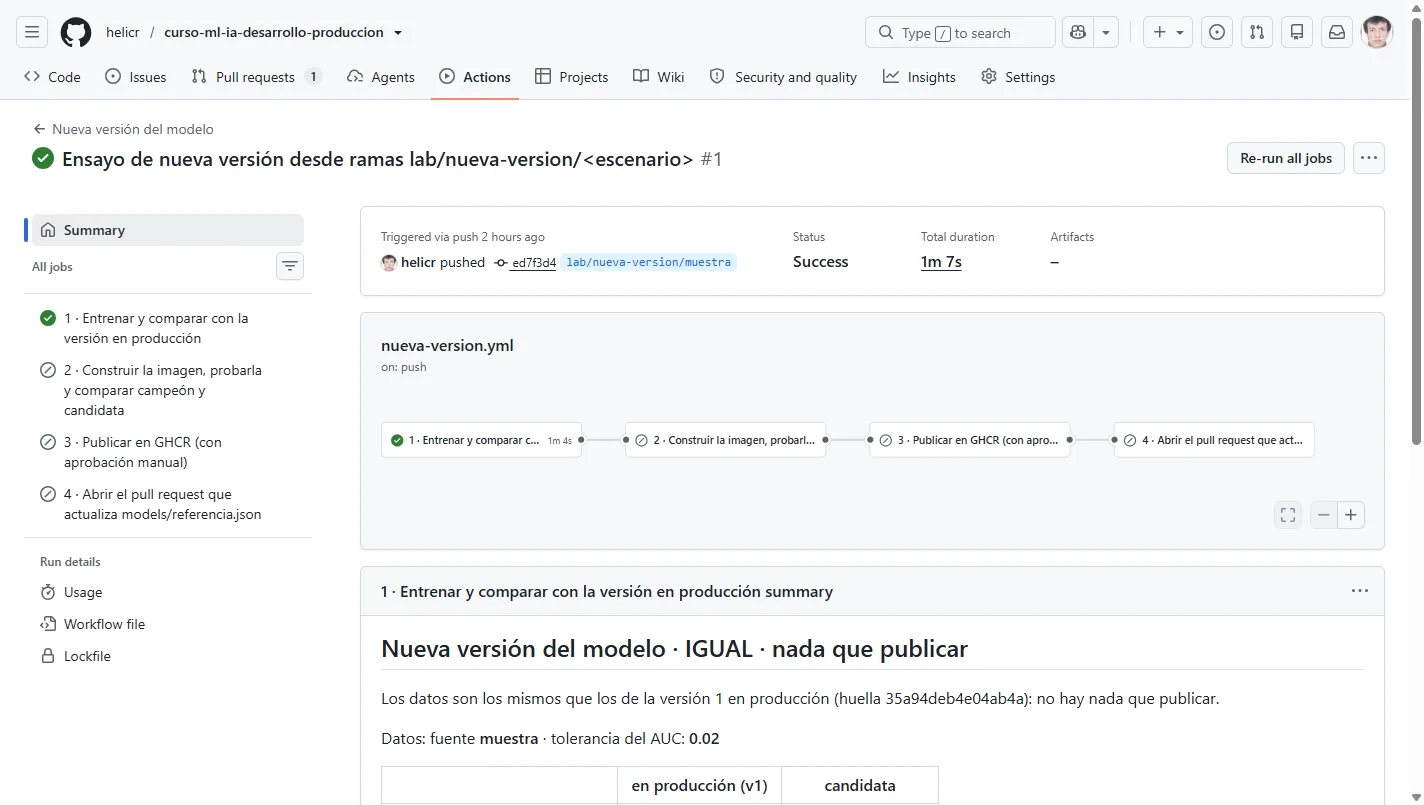 helicr / curso-ml-ia-desarrollo-produccion
Type / to search
Code
Issues
Pull requests 1
Agents
Actions
Projects
Wiki
Security and quality
Insights
Settings
Nueva versión del modelo
Ensayo de nueva versión desde ramas lab/nueva-version/<escenario> #1
Re-run all jobs
Summary
All jobs
1 · Entrenar y comparar con la
versión en producción
2 · Construir la imagen, probarla
y comparar campeón y
candidata
3 · Publicar en GHCR (con
aprobación manual)
4 · Abrir el pull request que
actualiza models/referencia.json
Run details
Usage
Workflow file
Lockfile
Triggered via push 2 hours ago
helicr pushed ed7f3d4 lab/nueva-version/muestra
Status
Success
Total duration
1m 7s
Artifacts
–
nueva-version.yml
on: push
1 · Entrenar y comparar c... 1m 4s
2 · Construir la imagen, probarl...
3 · Publicar en GHCR (con apro...
4 · Abrir el pull request que act...
1 · Entrenar y comparar con la versión en producción summary
Nueva versión del modelo · IGUAL · nada que publicar
Los datos son los mismos que los de la versión 1 en producción (huella 35a94deb4e04ab4a): no hay nada que publicar.
Datos: fuente muestra · tolerancia del AUC: 0.02
en producción (v1)
candidata